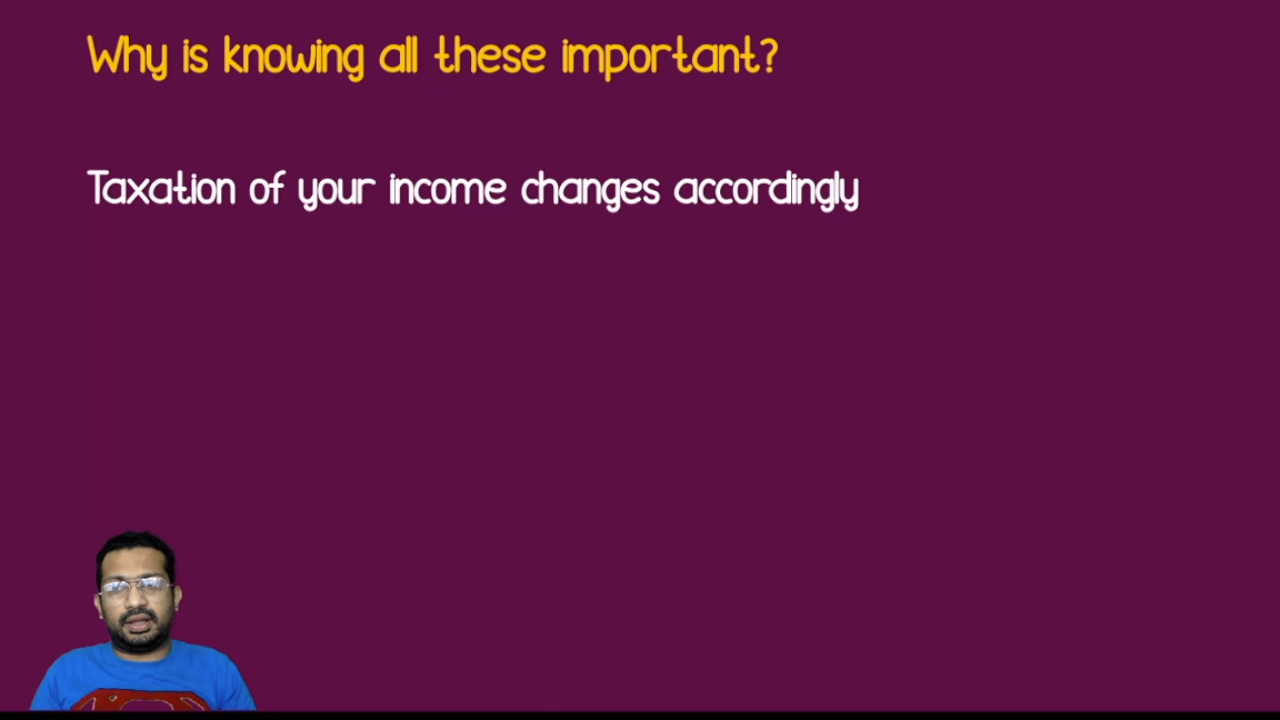 Why is knowing all these important?
Taxation of your income changes accordingly